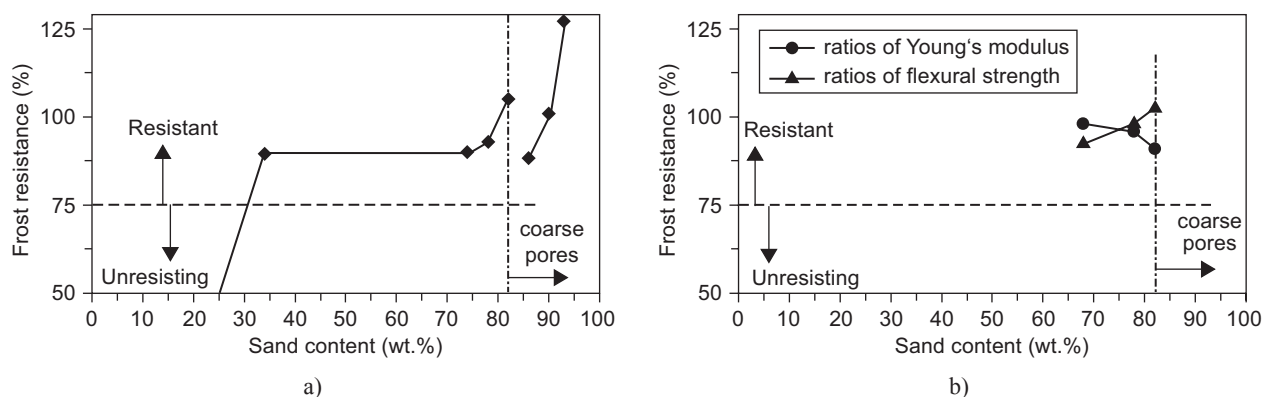 125
100
75
50
Frost resistance (%)
Resistant
Unresisting
coarse
pores
0 10 20 30 40 50 60 70 80 90 100
Sand content (wt.%)
a)
125
100
75
50
Frost resistance (%)
ratios of Young‘s modulus
ratios of flexural strength
Resistant
Unresisting
coarse
pores
0 10 20 30 40 50 60 70 80 90 100
Sand content (wt.%)
b)